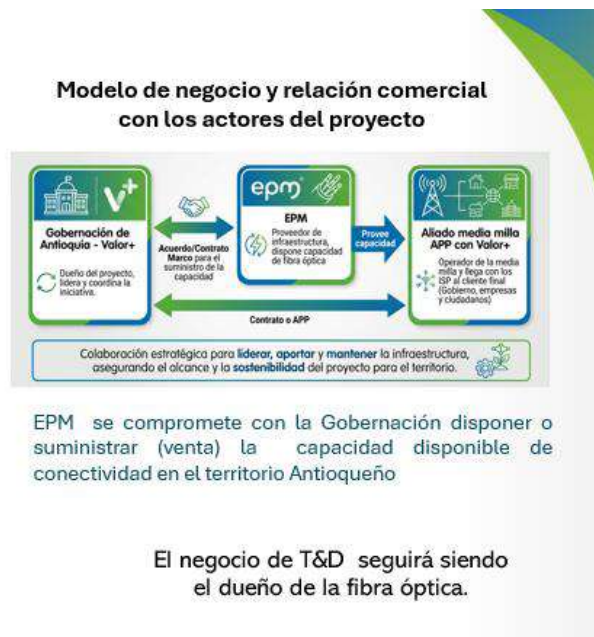 Modelo de negocio y relación comercial
con los actores del proyecto
V+
Gobernación de
Antioquia - Valor+
Dueño del proyecto,
lidera y coordina la
iniciativa.
Acuerdo/Contrato
Marco para el
suministro de la
capacidad
epm
EPM
Proveedor de
infraestructura,
dispone capacidad
de fibra óptica
Provee
capacidad
Aliado media milla
APP con Valor+
Operador de la media
milla y llega con los
ISP al cliente final
(Gobierno, empresas
y ciudadanos)
Contrato o APP
Colaboración estratégica para liderar, aportar y mantener la infraestructura,
asegurando el alcance y la sostenibilidad del proyecto para el territorio.
EPM se compromete con la Gobernación disponer o
suministrar (venta) la capacidad disponible de
conectividad en el territorio Antioqueño
El negocio de T&D seguirá siendo
el dueño de la fibra óptica.